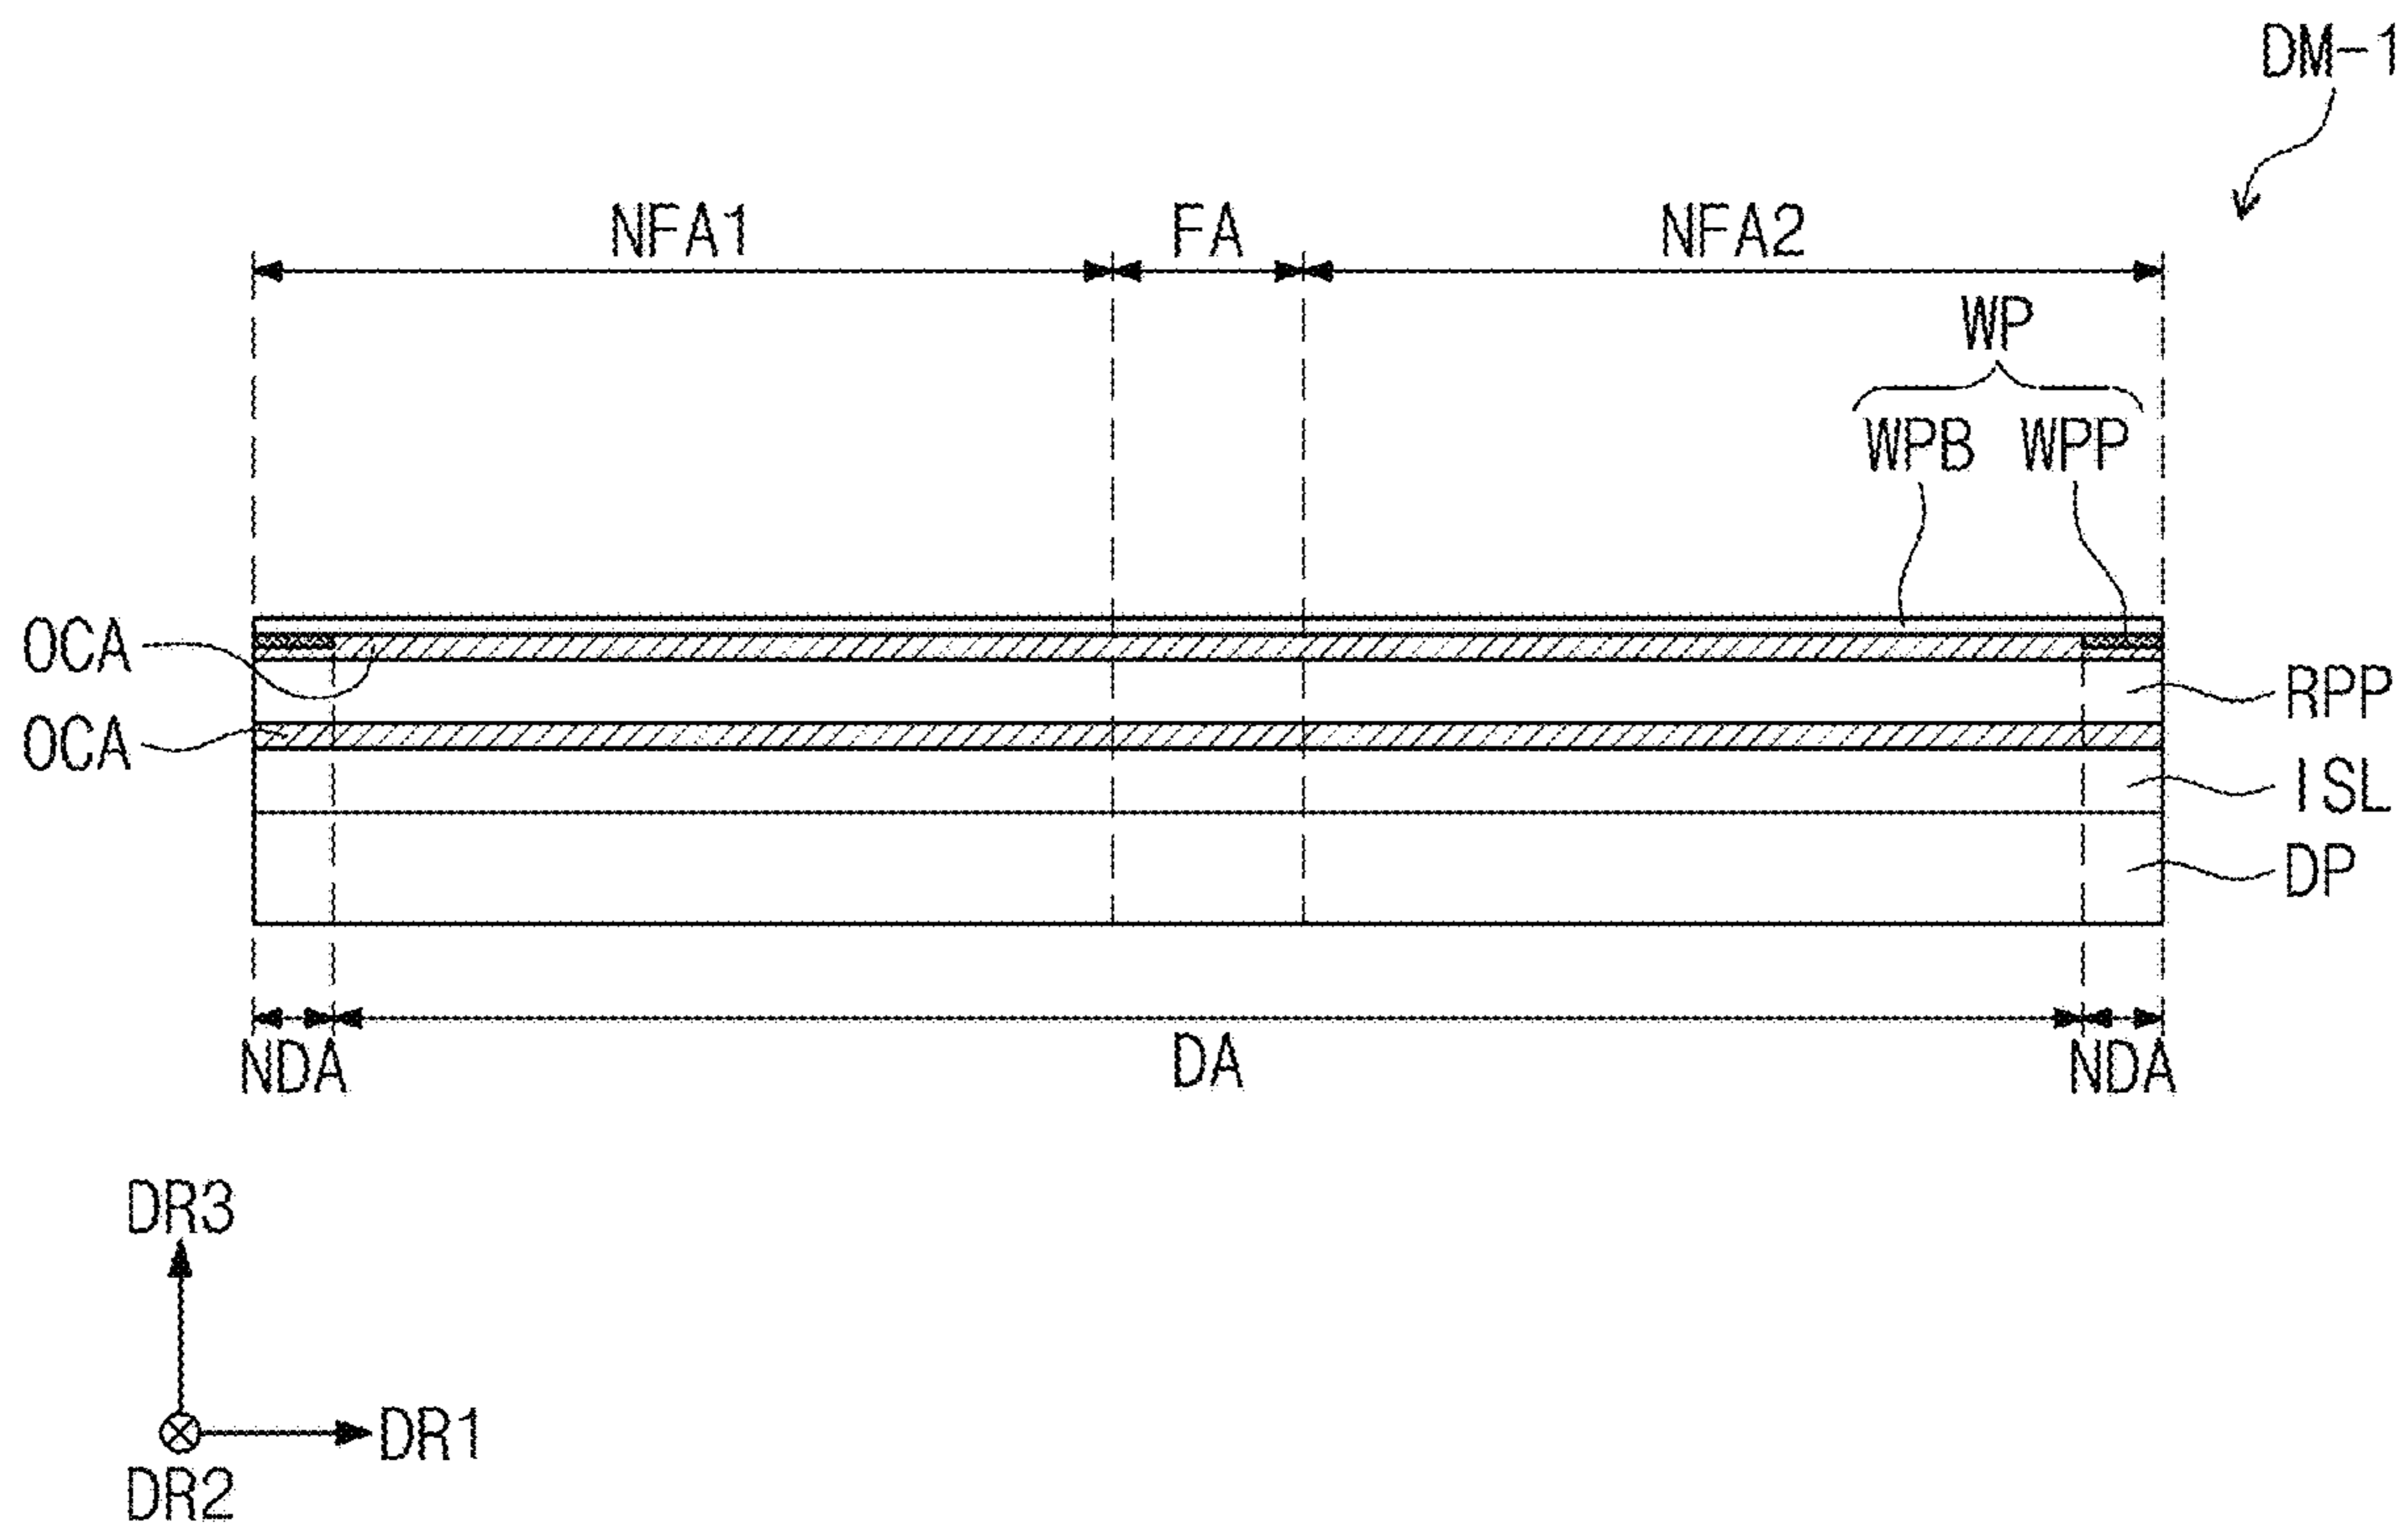 DM-1
NFA1 FA NFA2
WP
WPB WPP
OCA
RPP
OCA
ISL
DP
NDA DA NDA
DR3
DR1
DR2